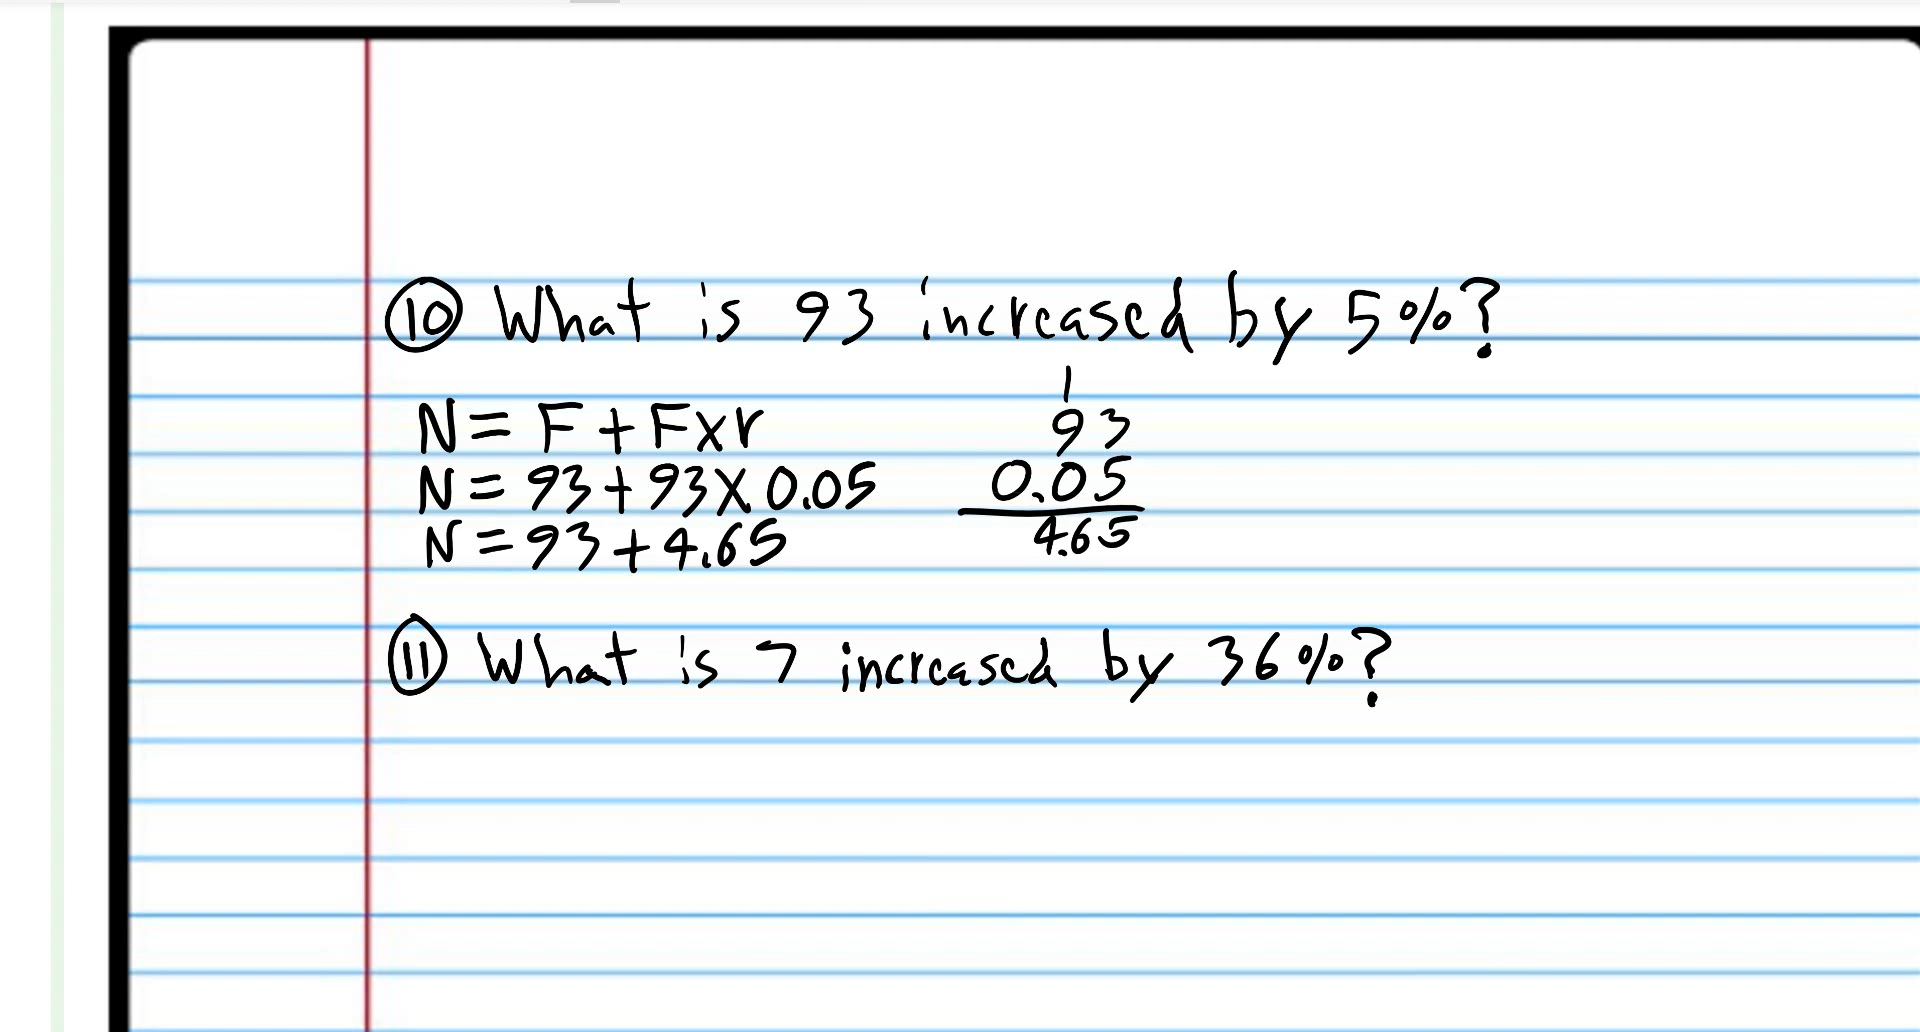 ⑩ What is 93 increased by 5%?
N = F + F x r
N = 93 + 93 x 0.05
N = 93 + 4.65
1
93
0.05
4.65
⑪ What is 7 increased by 36%?